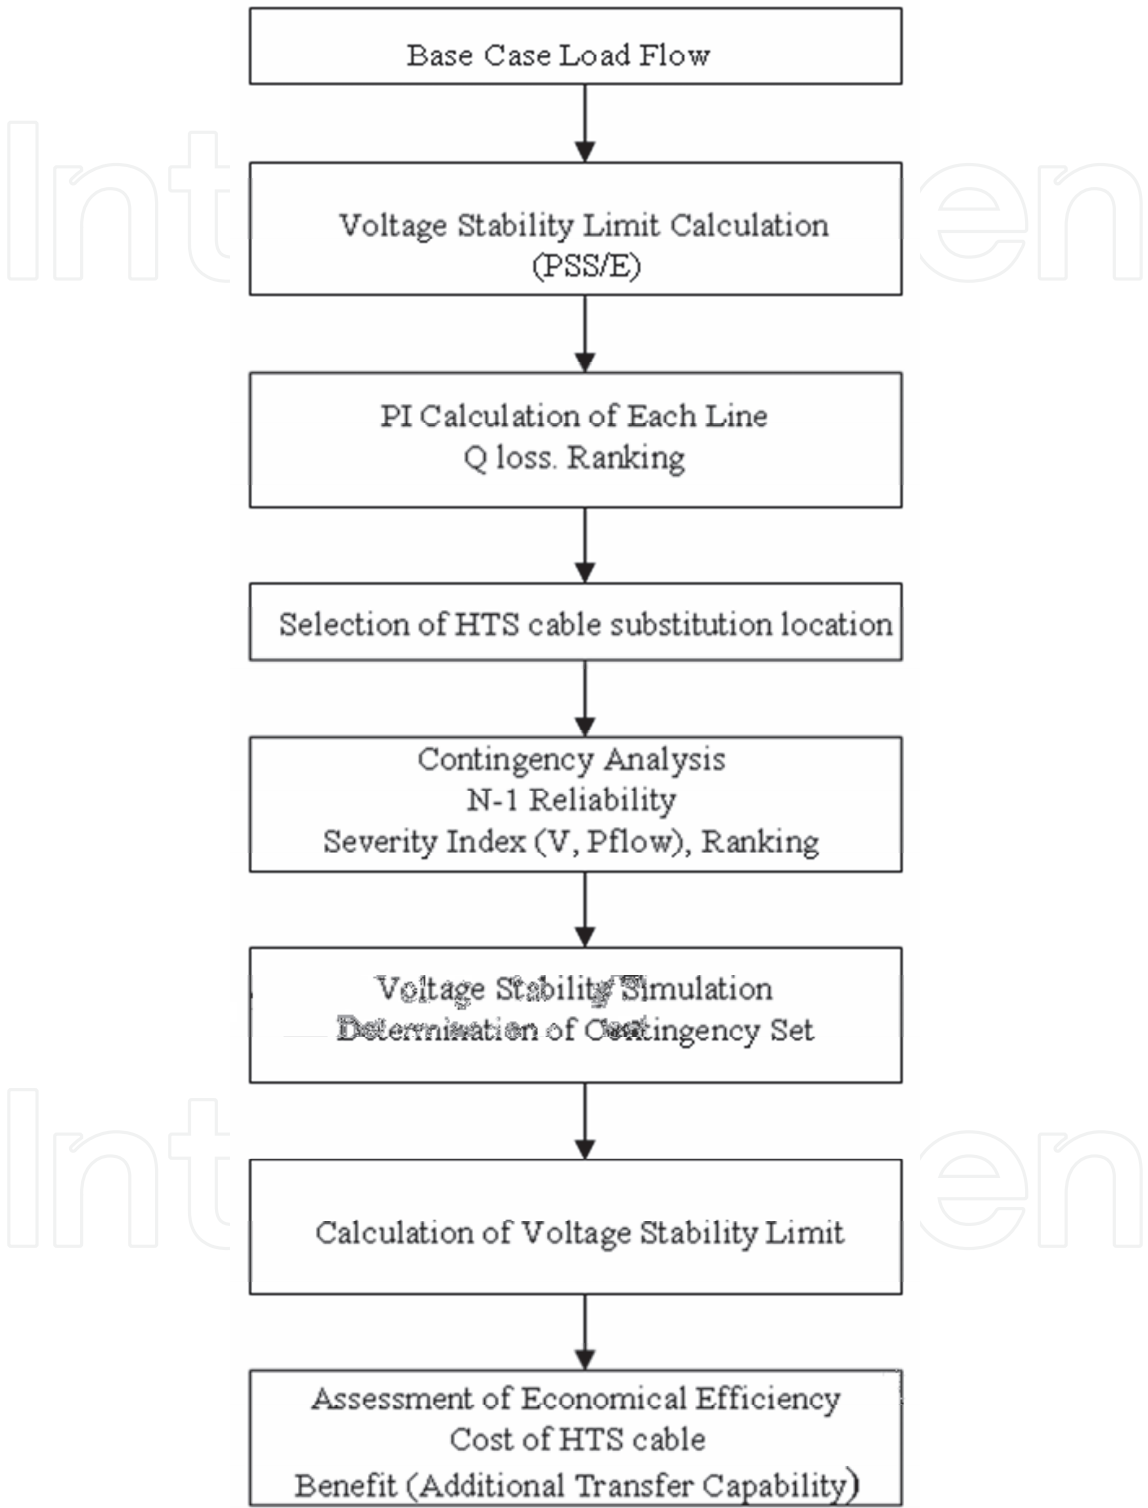 Base Case Load Flow
Voltage Stability Limit Calculation
(PSS/E)
PI Calculation of Each Line
Q loss. Ranking
Selection of HTS cable substitution location
Contingency Analysis
N-1 Reliability
Severity Index (V, Pflow), Ranking
Voltage Stability Simulation
Determination of Contingency Set
Calculation of Voltage Stability Limit
Assessment of Economical Efficiency
Cost of HTS cable
Benefit (Additional Transfer Capability)